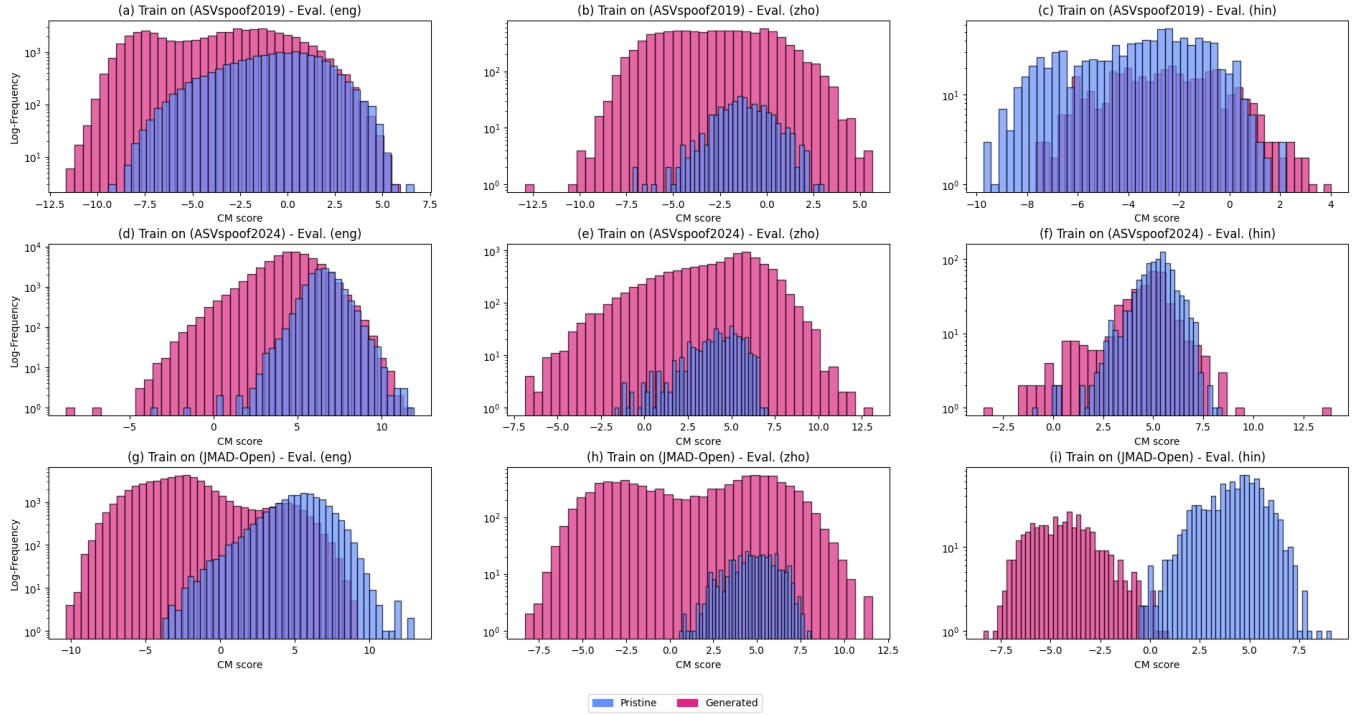 (a) Train on (ASVspoof2019) - Eval. (eng)
Log-Frequency
10³
10²
10¹
-12.5 -10.0 -7.5 -5.0 -2.5 0.0 2.5 5.0 7.5
CM score
(b) Train on (ASVspoof2019) - Eval. (zho)
10²
10¹
10⁰
-12.5 -10.0 -7.5 -5.0 -2.5 0.0 2.5 5.0
CM score
(c) Train on (ASVspoof2019) - Eval. (hin)
10¹
10⁰
-10 -8 -6 -4 -2 0 2 4
CM score
(d) Train on (ASVspoof2024) - Eval. (eng)
Log-Frequency
10⁴
10³
10²
10¹
10⁰
-5 0 5 10
CM score
(e) Train on (ASVspoof2024) - Eval. (zho)
10³
10²
10¹
10⁰
-7.5 -5.0 -2.5 0.0 2.5 5.0 7.5 10.0 12.5
CM score
(f) Train on (ASVspoof2024) - Eval. (hin)
10²
10¹
10⁰
-2.5 0.0 2.5 5.0 7.5 10.0 12.5
CM score
(g) Train on (JMAD-Open) - Eval. (eng)
Log-Frequency
10³
10²
10¹
10⁰
-10 -5 0 5 10
CM score
(h) Train on (JMAD-Open) - Eval. (zho)
10²
10¹
10⁰
-7.5 -5.0 -2.5 0.0 2.5 5.0 7.5 10.0 12.5
CM score
(i) Train on (JMAD-Open) - Eval. (hin)
10¹
10⁰
-7.5 -5.0 -2.5 0.0 2.5 5.0 7.5
CM score
Pristine Generated